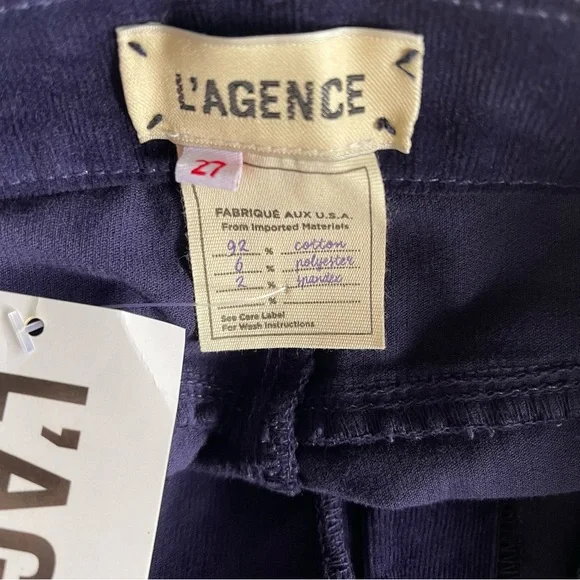 L'AGENCE
27
FABRIQUÉ AUX U.S.A.
From Imported Materials
92 % cotton
6 % polyester
2 % spandex
%
See Care Label
For Wash Instructions
L'AG